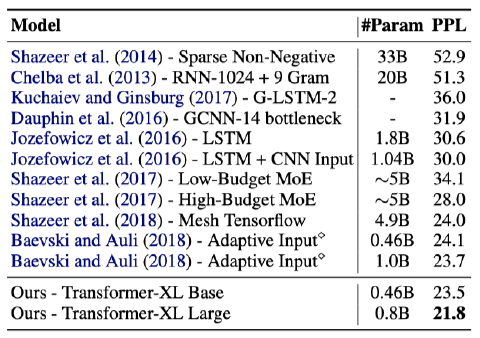 Model #Param PPL
Shazeer et al. (2014) - Sparse Non-Negative 33B 52.9
Chelba et al. (2013) - RNN-1024 + 9 Gram 20B 51.3
Kuchaiev and Ginsburg (2017) - G-LSTM-2 - 36.0
Dauphin et al. (2016) - GCNN-14 bottleneck - 31.9
Jozefowicz et al. (2016) - LSTM 1.8B 30.6
Jozefowicz et al. (2016) - LSTM + CNN Input 1.04B 30.0
Shazeer et al. (2017) - Low-Budget MoE ∼5B 34.1
Shazeer et al. (2017) - High-Budget MoE ∼5B 28.0
Shazeer et al. (2018) - Mesh Tensorflow 4.9B 24.0
Baevski and Auli (2018) - Adaptive Input⋄ 0.46B 24.1
Baevski and Auli (2018) - Adaptive Input⋄ 1.0B 23.7
Ours - Transformer-XL Base 0.46B 23.5
Ours - Transformer-XL Large 0.8B 21.8